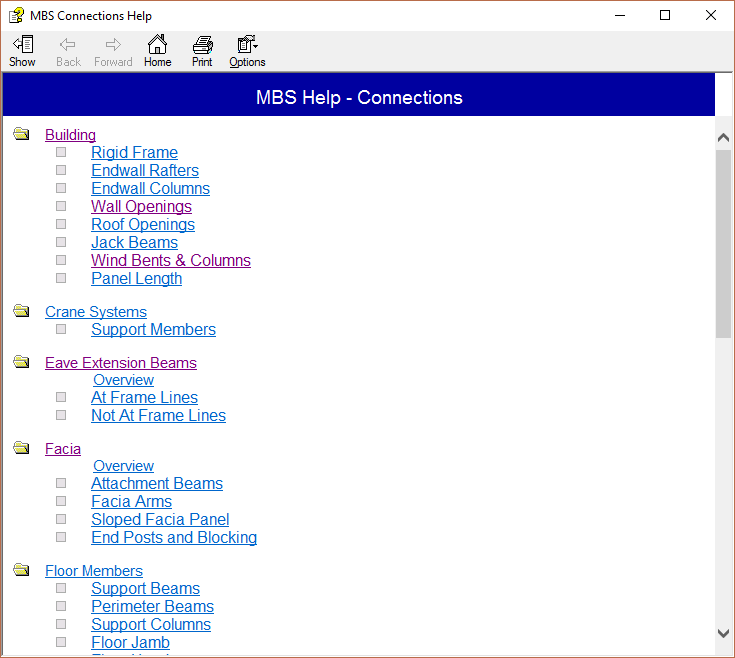 MBS Connections Help
Show Back Forward Home Print Options
MBS Help - Connections
Building
Rigid Frame
Endwall Rafters
Endwall Columns
Wall Openings
Roof Openings
Jack Beams
Wind Bents & Columns
Panel Length
Crane Systems
Support Members
Eave Extension Beams
Overview
At Frame Lines
Not At Frame Lines
Facia
Overview
Attachment Beams
Facia Arms
Sloped Facia Panel
End Posts and Blocking
Floor Members
Support Beams
Perimeter Beams
Support Columns
Floor Jamb